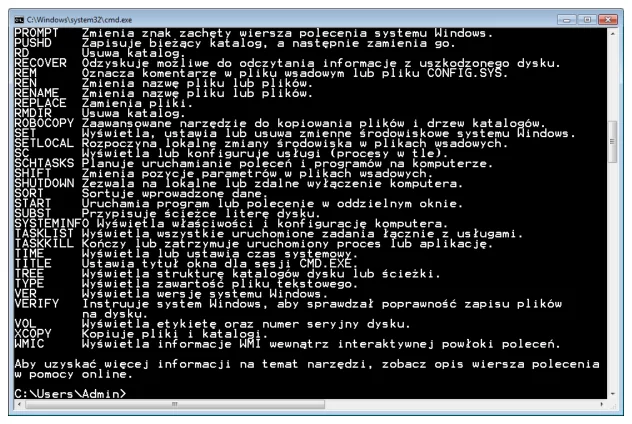 C:\Windows\system32\cmd.exe
PROMPT Zmienia znak zachęty wiersza polecenia systemu Windows.
PUSHD Zapisuje bieżący katalog, a następnie zamienia go.
RD Usuwa katalog.
RECOVER Odzyskuje możliwe do odczytania informacje z uszkodzonego dysku.
REM Oznacza komentarze w pliku wsadowym lub pliku CONFIG.SYS.
REN Zmienia nazwę pliku lub plików.
RENAME Zmienia nazwę pliku lub plików.
REPLACE Zamienia pliki.
RMDIR Usuwa katalog.
ROBOCOPY Zaawansowane narzędzie do kopiowania plików i drzew katalogów.
SET Wyświetla, ustawia lub usuwa zmienne środowiskowe systemu Windows.
SETLOCAL Rozpoczyna lokalne zmiany środowiska w plikach wsadowych.
SC Wyświetla lub konfiguruje usługi (procesy w tle).
SCHTASKS Planuje uruchamianie poleceń i programów na komputerze.
SHIFT Zmienia pozycję parametrów w plikach wsadowych.
SHUTDOWN Zezwala na lokalne lub zdalne wyłączenie komputera.
SORT Sortuje wprowadzone dane.
START Uruchamia program lub polecenie w oddzielnym oknie.
SUBST Przypisuje ścieżce literę dysku.
SYSTEMINFO Wyświetla właściwości i konfigurację komputera.
TASKLIST Wyświetla wszystkie uruchomione zadania łącznie z usługami.
TASKKILL Kończy lub zatrzymuje uruchomiony proces lub aplikację.
TIME Wyświetla lub ustawia czas systemowy.
TITLE Ustawia tytuł okna dla sesji CMD.EXE.
TREE Wyświetla strukturę katalogów dysku lub ścieżki.
TYPE Wyświetla zawartość pliku tekstowego.
VER Wyświetla wersję systemu Windows.
VERIFY Instruuje system Windows, aby sprawdzał poprawność zapisu plików
na dysku.
VOL Wyświetla etykietę oraz numer seryjny dysku.
XCOPY Kopiuje pliki i katalogi.
WMIC Wyświetla informacje WMI wewnątrz interaktywnej powłoki poleceń.
Aby uzyskać więcej informacji na temat narzędzi, zobacz opis wiersza polecenia
w pomocy online.
C:\Users\Admin>